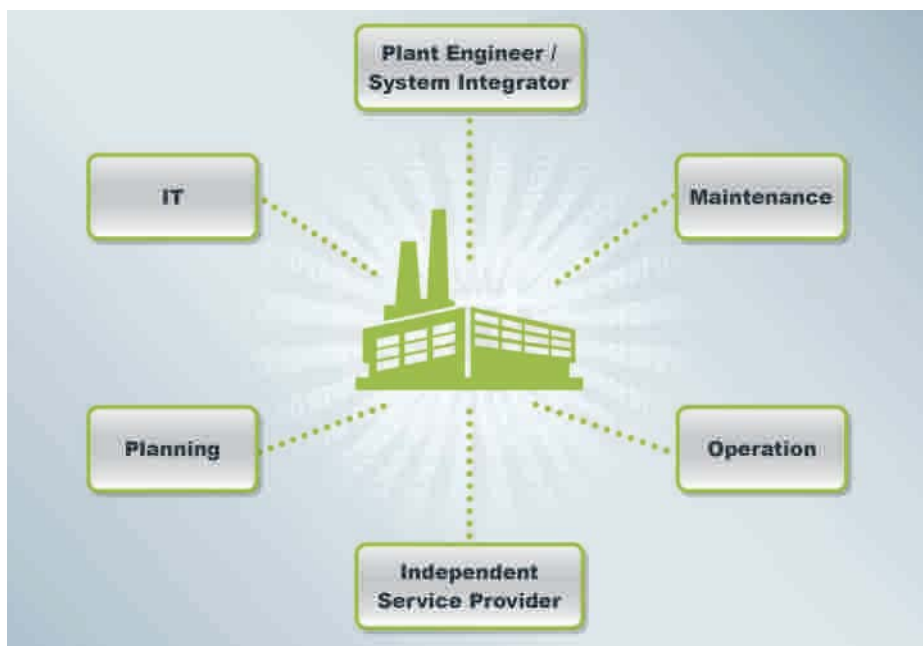 Plant Engineer /
System Integrator
IT
Maintenance
Planning
Operation
Independent
Service Provider